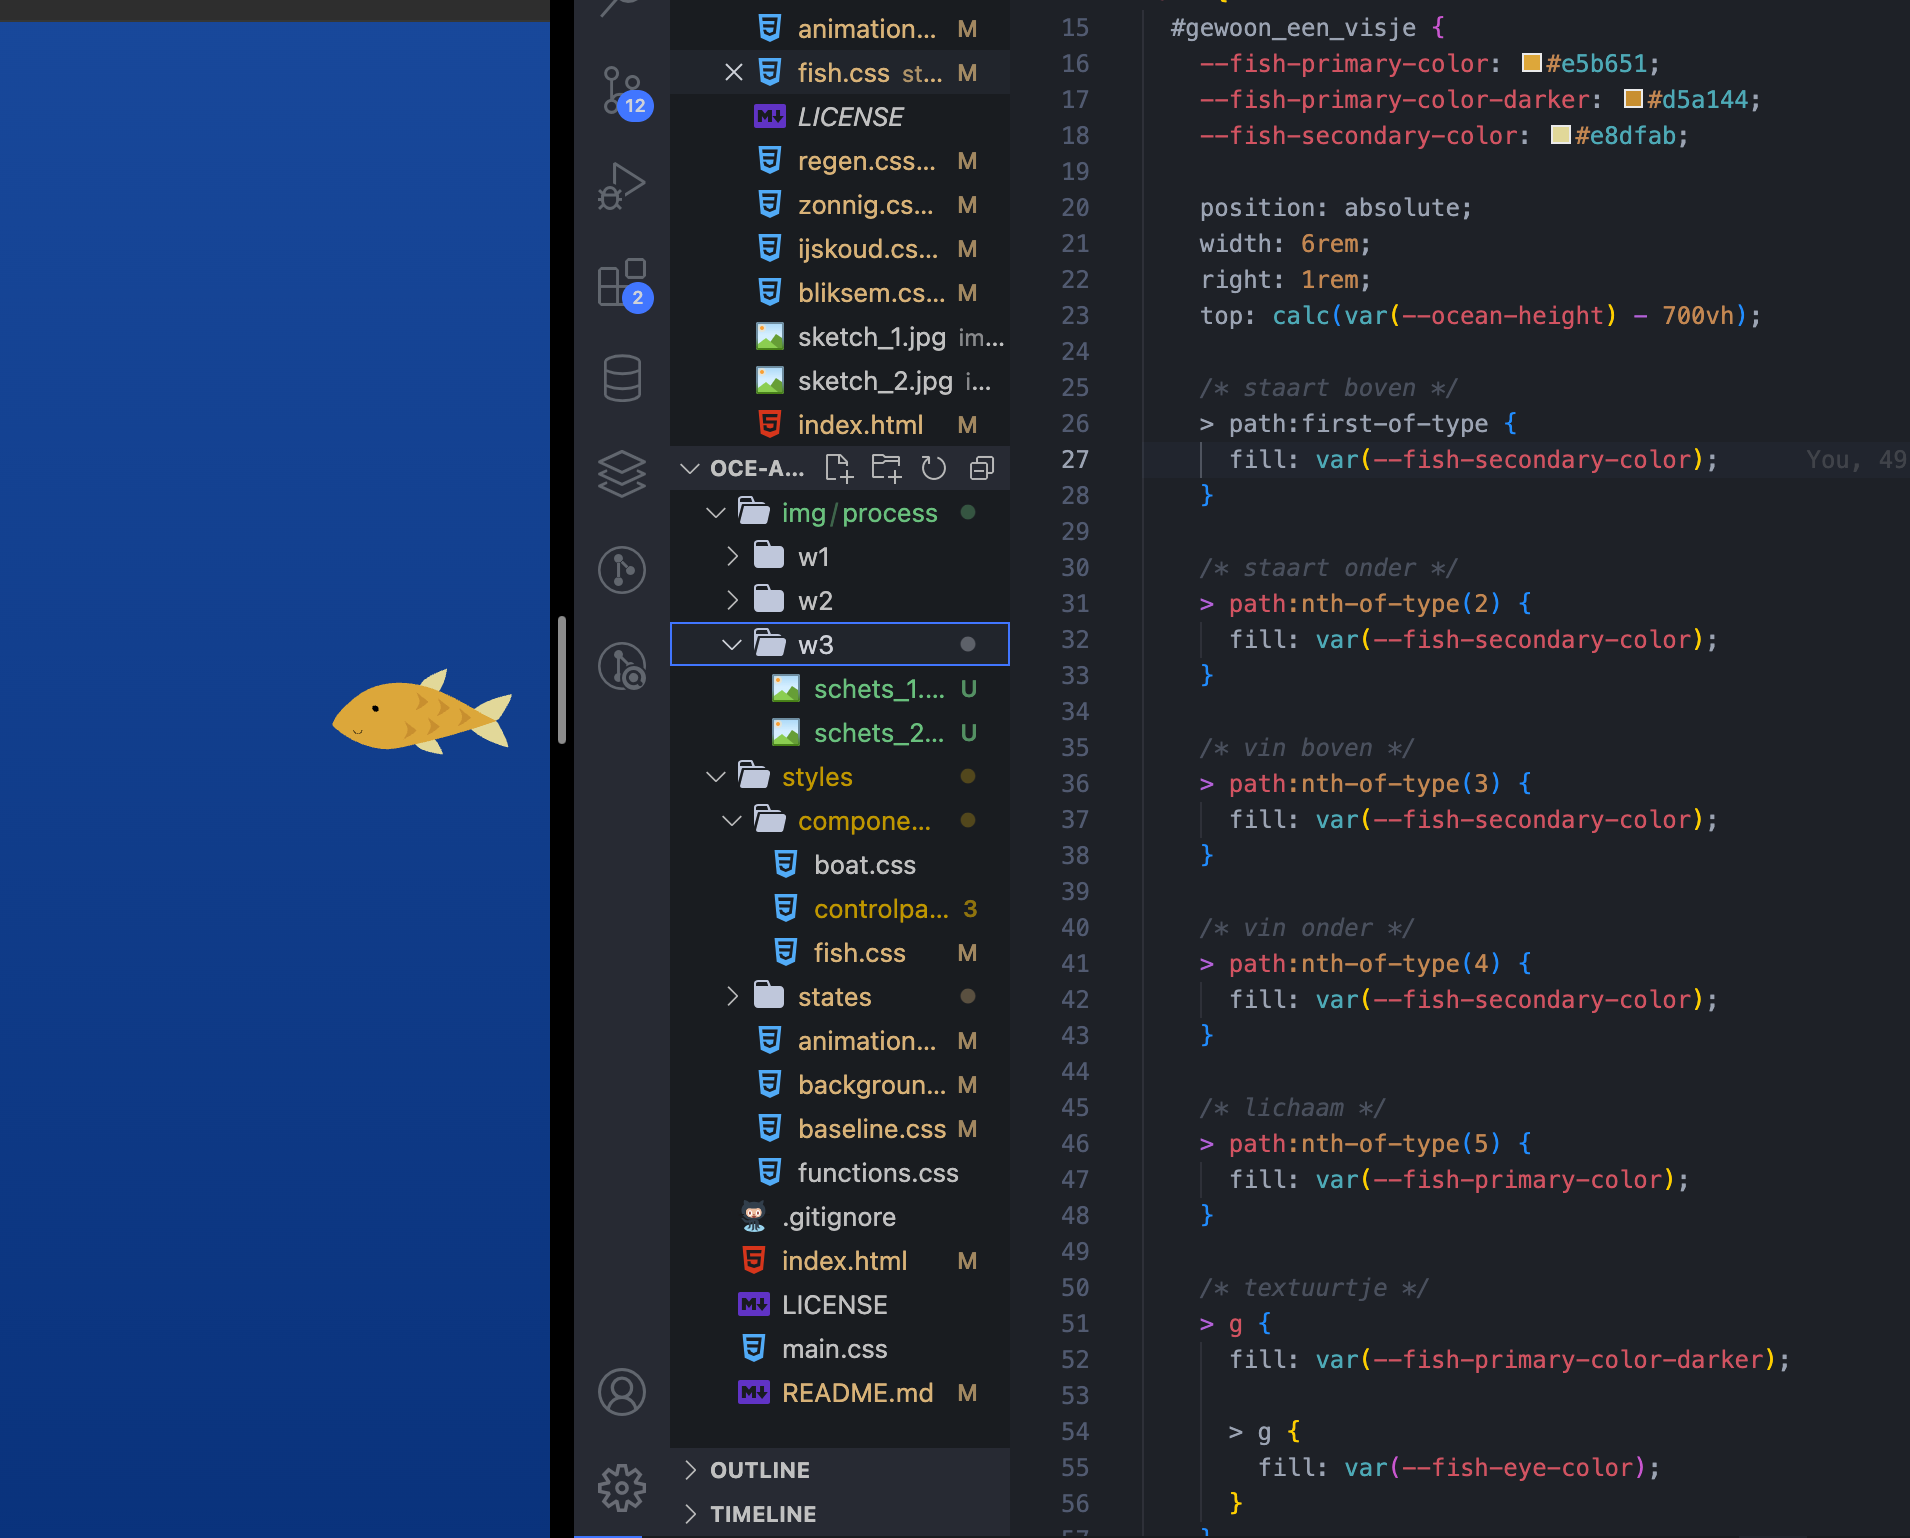 12
2
animation... M
fish.css st... M
LICENSE
regen.css... M
zonnig.cs... M
ijskoud.cs... M
bliksem.cs... M
sketch_1.jpg im...
sketch_2.jpg i...
index.html M
OCE-A...
img/process
w1
w2
w3
schets_1.... U
schets_2... U
styles
compone...
boat.css
controlpa... 3
fish.css M
states
animation... M
backgroun... M
baseline.css M
functions.css
.gitignore
index.html M
LICENSE
main.css
README.md M
OUTLINE
TIMELINE
15 #gewoon_een_visje {
16 --fish-primary-color: #e5b651;
17 --fish-primary-color-darker: #d5a144;
18 --fish-secondary-color: #e8dfab;
19
20 position: absolute;
21 width: 6rem;
22 right: 1rem;
23 top: calc(var(--ocean-height) - 700vh);
24
25 /* staart boven */
26 > path:first-of-type {
27 fill: var(--fish-secondary-color); You, 49
28 }
29
30 /* staart onder */
31 > path:nth-of-type(2) {
32 fill: var(--fish-secondary-color);
33 }
34
35 /* vin boven */
36 > path:nth-of-type(3) {
37 fill: var(--fish-secondary-color);
38 }
39
40 /* vin onder */
41 > path:nth-of-type(4) {
42 fill: var(--fish-secondary-color);
43 }
44
45 /* lichaam */
46 > path:nth-of-type(5) {
47 fill: var(--fish-primary-color);
48 }
49
50 /* textuurtje */
51 > g {
52 fill: var(--fish-primary-color-darker);
53
54 > g {
55 fill: var(--fish-eye-color);
56 }